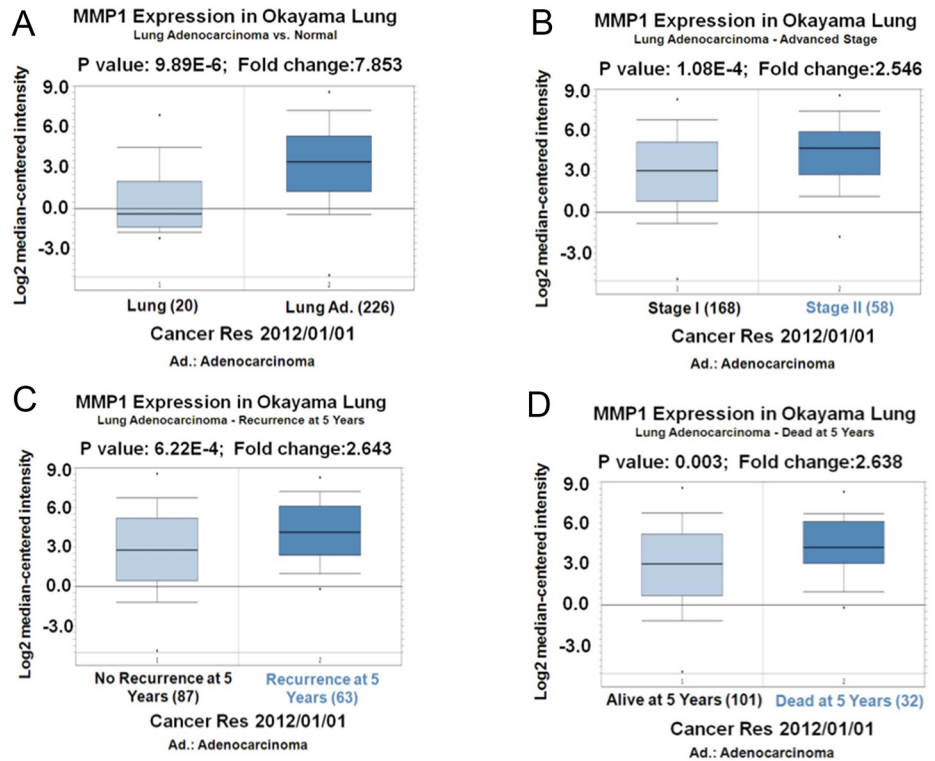 A
MMP1 Expression in Okayama Lung
Lung Adenocarcinoma vs. Normal
P value: 9.89E-6; Fold change:7.853
Log2 median-centered intensity
9.0
6.0
3.0
0.0
-3.0
1
2
Lung (20)
Lung Ad. (226)
Cancer Res 2012/01/01
Ad.: Adenocarcinoma
B
MMP1 Expression in Okayama Lung
Lung Adenocarcinoma - Advanced Stage
P value: 1.08E-4; Fold change:2.546
Log2 median-centered intensity
9.0
6.0
3.0
0.0
-3.0
1
2
Stage I (168)
Stage II (58)
Cancer Res 2012/01/01
Ad.: Adenocarcinoma
C
MMP1 Expression in Okayama Lung
Lung Adenocarcinoma - Recurrence at 5 Years
P value: 6.22E-4; Fold change:2.643
Log2 median-centered intensity
9.0
6.0
3.0
0.0
-3.0
1
2
No Recurrence at 5
Years (87)
Recurrence at 5
Years (63)
Cancer Res 2012/01/01
Ad.: Adenocarcinoma
D
MMP1 Expression in Okayama Lung
Lung Adenocarcinoma - Dead at 5 Years
P value: 0.003; Fold change:2.638
Log2 median-centered intensity
9.0
6.0
3.0
0.0
-3.0
1
2
Alive at 5 Years (101)
Dead at 5 Years (32)
Cancer Res 2012/01/01
Ad.: Adenocarcinoma